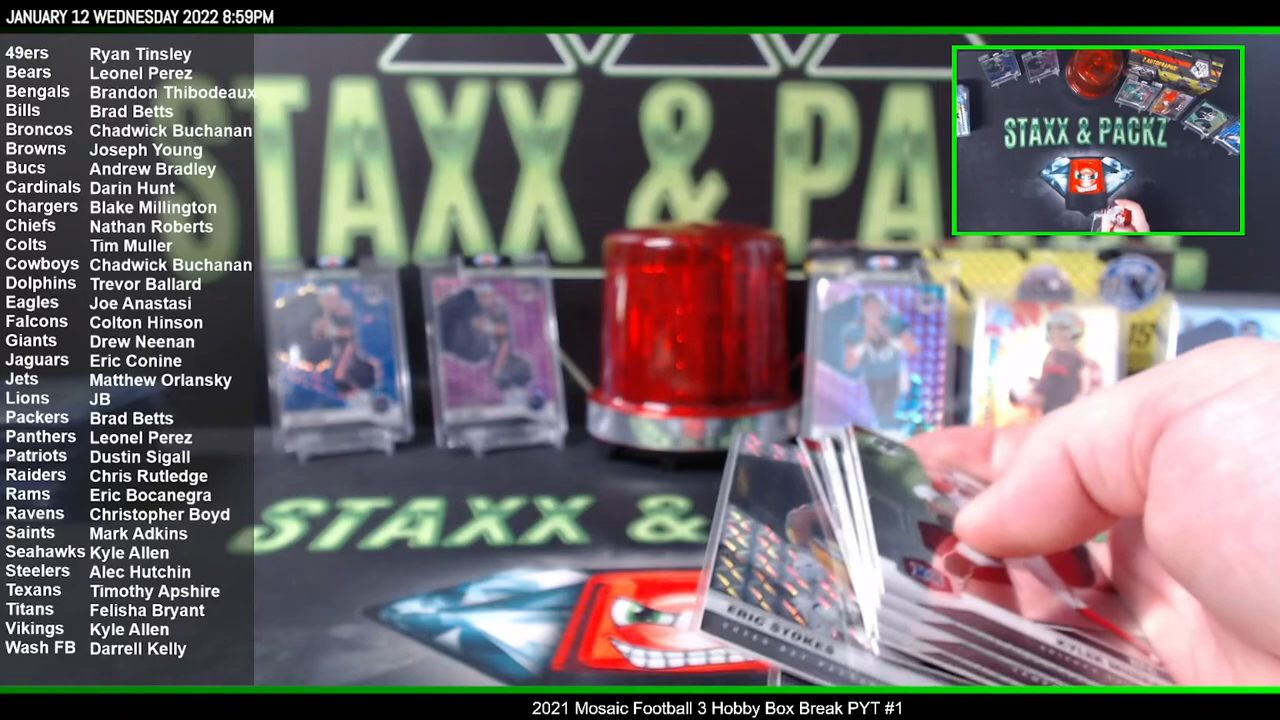 JANUARY 12 WEDNESDAY 2022 8:59PM
49ers Ryan Tinsley
Bears Leonel Perez
Bengals Brandon Thibodeaux
Bills Brad Betts
Broncos Chadwick Buchanan
Browns Joseph Young
Bucs Andrew Bradley
Cardinals Darin Hunt
Chargers Blake Millington
Chiefs Nathan Roberts
Colts Tim Muller
Cowboys Chadwick Buchanan
Dolphins Trevor Ballard
Eagles Joe Anastasi
Falcons Colton Hinson
Giants Drew Neenan
Jaguars Eric Conine
Jets Matthew Orlansky
Lions JB
Packers Brad Betts
Panthers Leonel Perez
Patriots Dustin Sigall
Raiders Chris Rutledge
Rams Eric Bocanegra
Ravens Christopher Boyd
Saints Mark Adkins
Seahawks Kyle Allen
Steelers Alec Hutchin
Texans Timothy Apshire
Titans Felisha Bryant
Vikings Kyle Allen
Wash FB Darrell Kelly
STAXX & PA
STAXX & PACKZ
15
STAXX &
ERIC STOKES
GREEN BAY
KYLER
2021 Mosaic Football 3 Hobby Box Break PYT #1